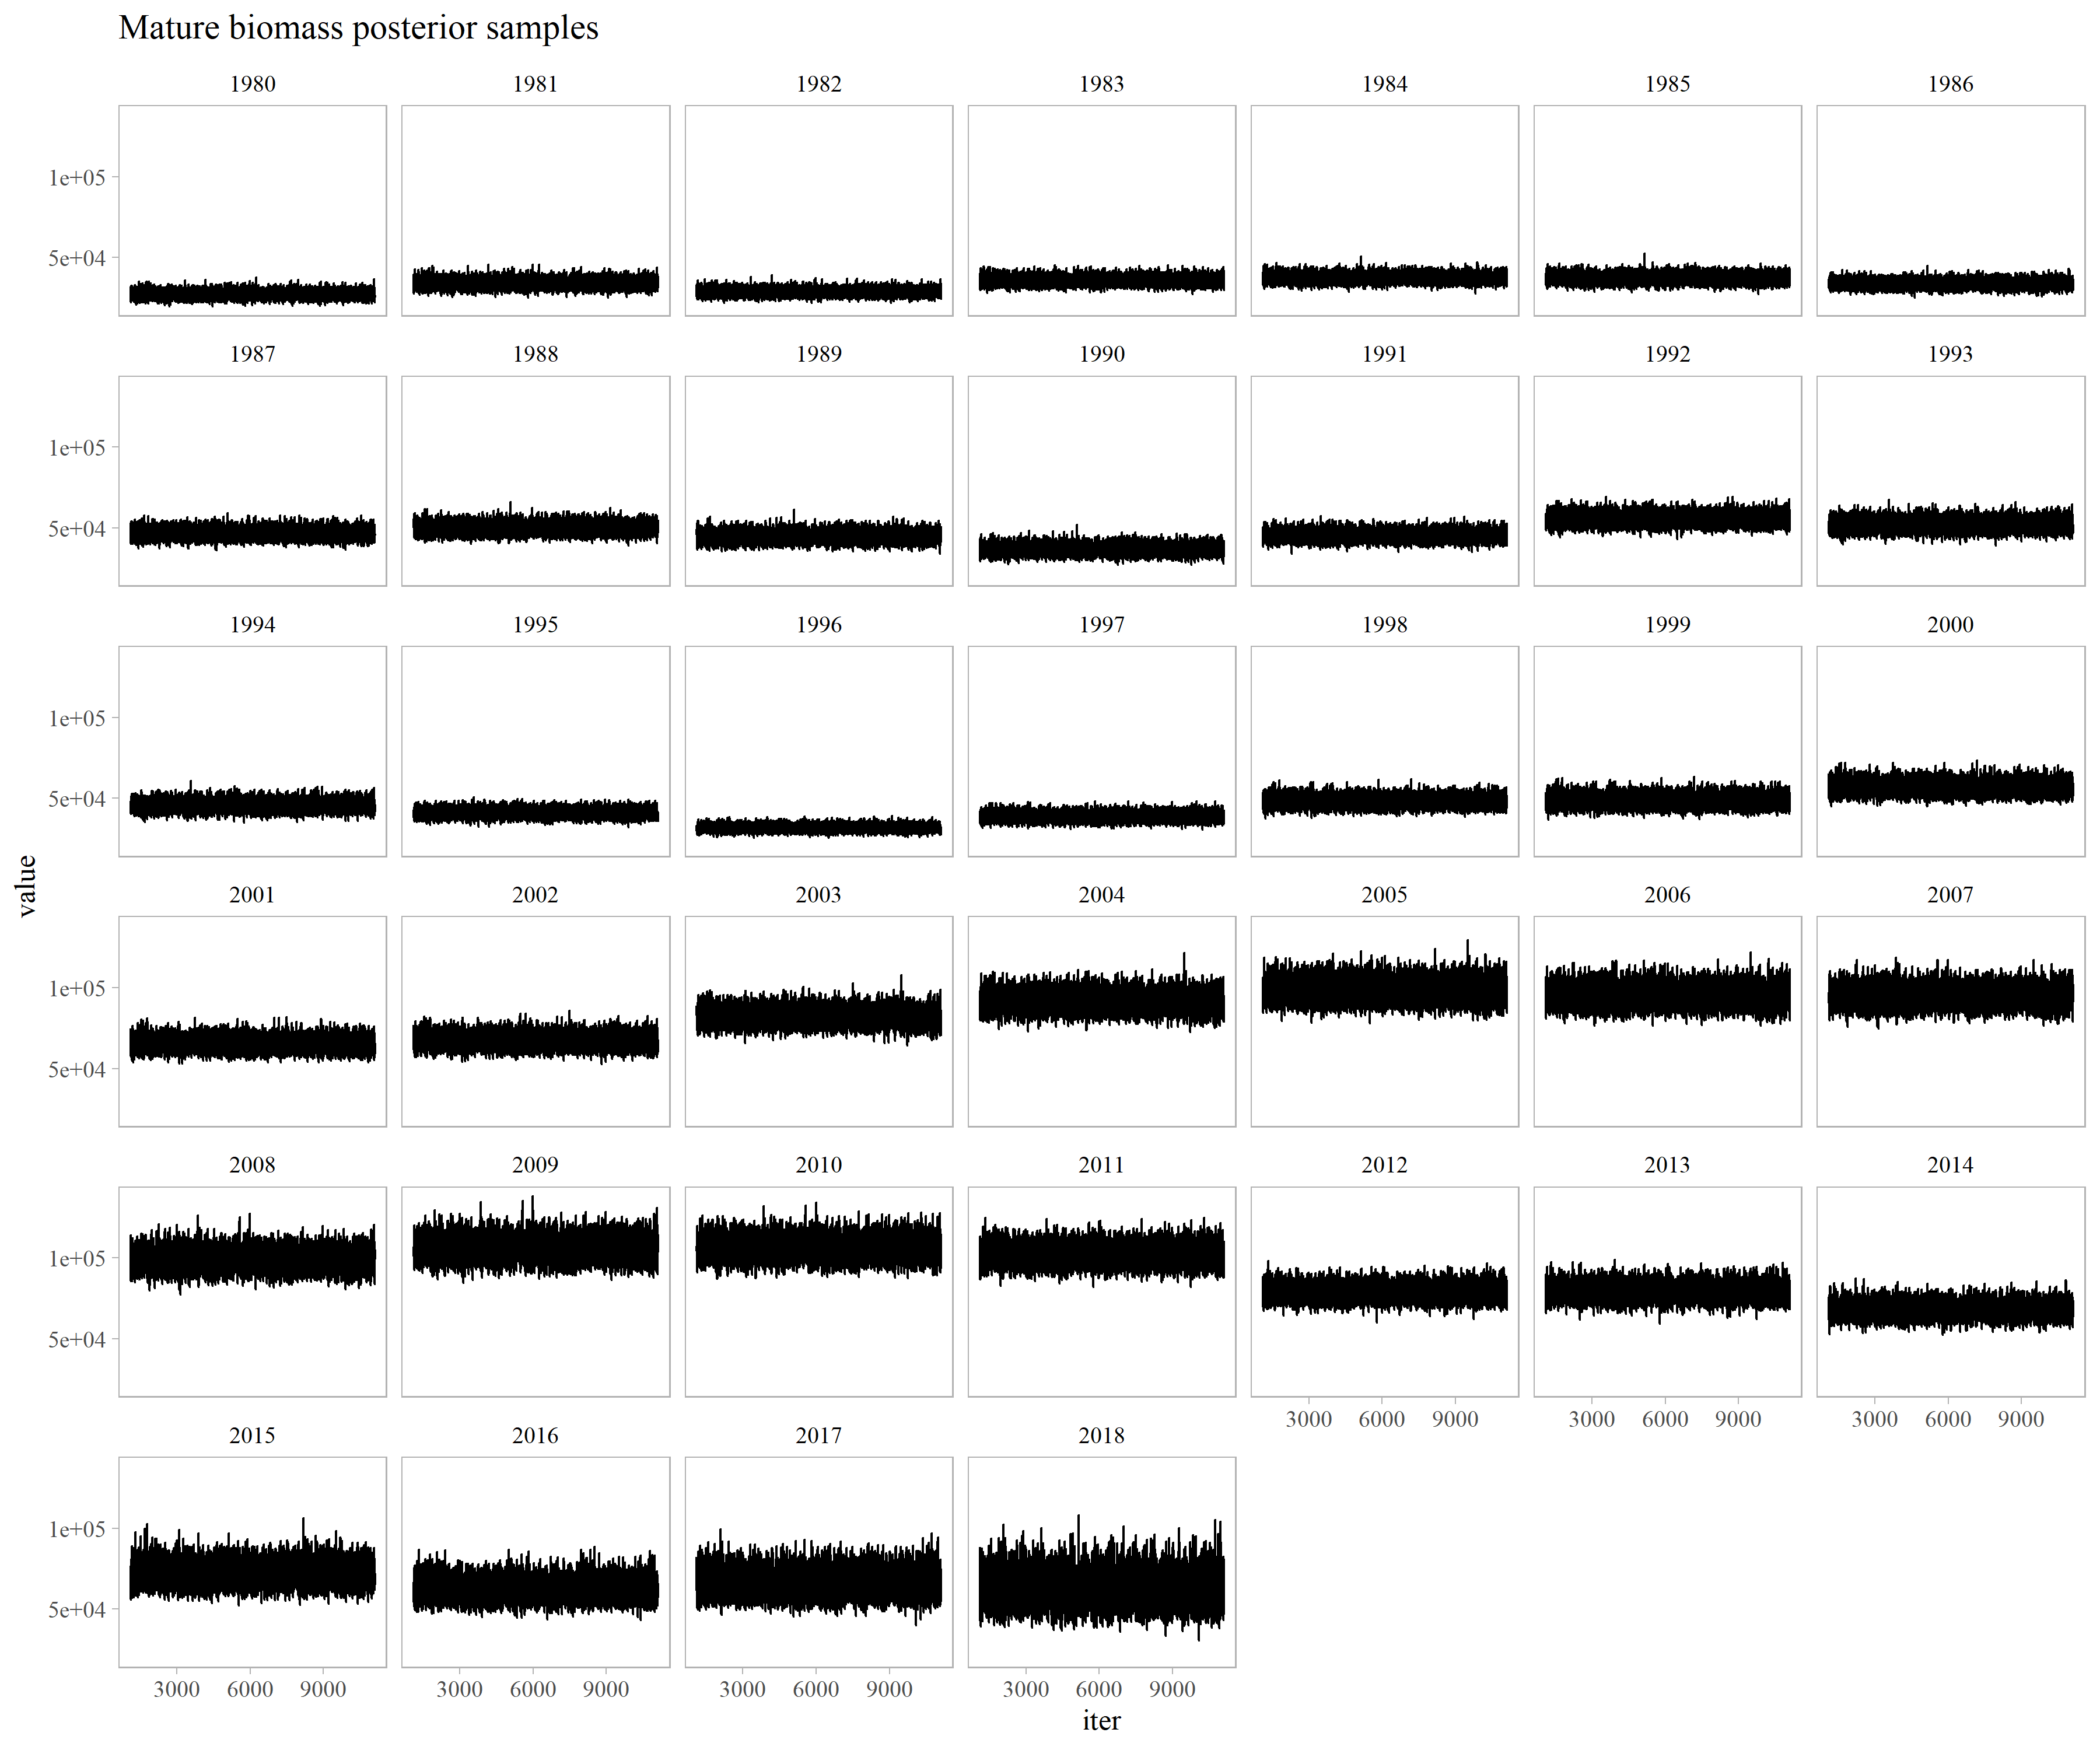 Mature biomass posterior samples
1980 1981 1982 1983 1984 1985 1986
1e+05
5e+04
1987 1988 1989 1990 1991 1992 1993
1e+05
5e+04
1994 1995 1996 1997 1998 1999 2000
1e+05
5e+04
value
2001 2002 2003 2004 2005 2006 2007
1e+05
5e+04
2008 2009 2010 2011 2012 2013 2014
1e+05
5e+04
3000 6000 9000 3000 6000 9000 3000 6000 9000
2015 2016 2017 2018
1e+05
5e+04
3000 6000 9000 3000 6000 9000 3000 6000 9000 3000 6000 9000
iter